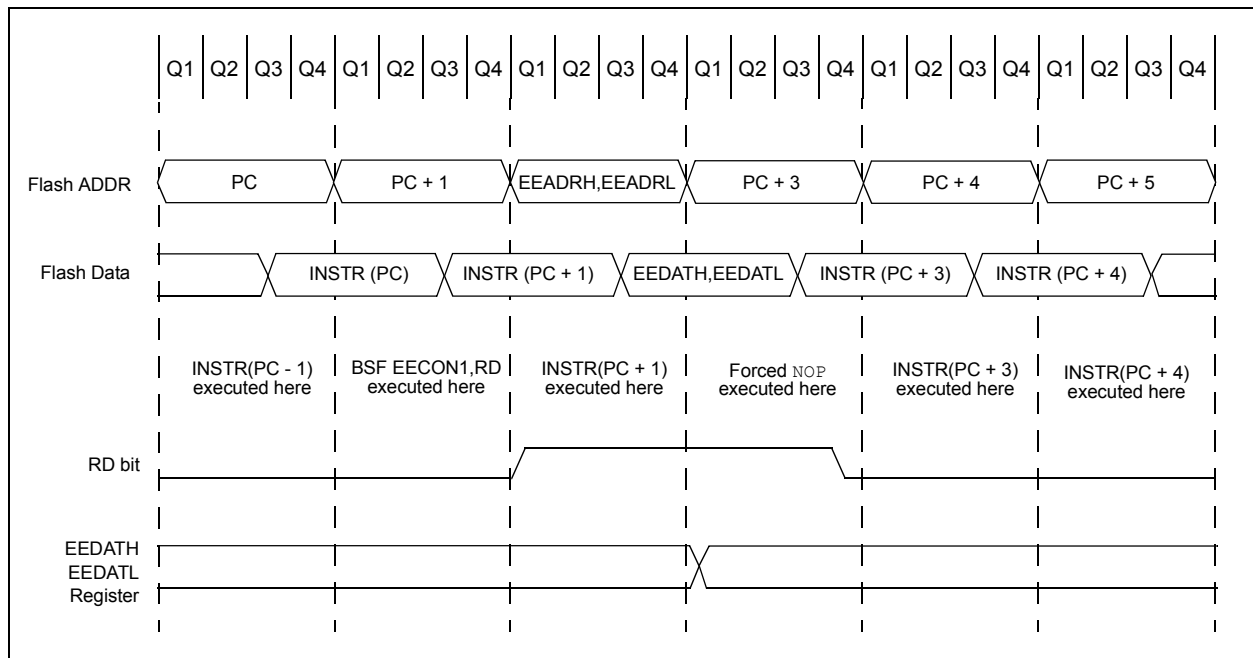 Q1 Q2 Q3 Q4 Q1 Q2 Q3 Q4 Q1 Q2 Q3 Q4 Q1 Q2 Q3 Q4 Q1 Q2 Q3 Q4 Q1 Q2 Q3 Q4
Flash ADDR PC PC + 1 EEADRH,EEADRL PC + 3 PC + 4 PC + 5
Flash Data INSTR (PC) INSTR (PC + 1) EEDATH,EEDATL INSTR (PC + 3) INSTR (PC + 4)
INSTR(PC - 1)
executed here
BSF EECON1,RD
executed here
INSTR(PC + 1)
executed here
Forced NOP
executed here
INSTR(PC + 3)
executed here
INSTR(PC + 4)
executed here
RD bit
EEDATH
EEDATL
Register